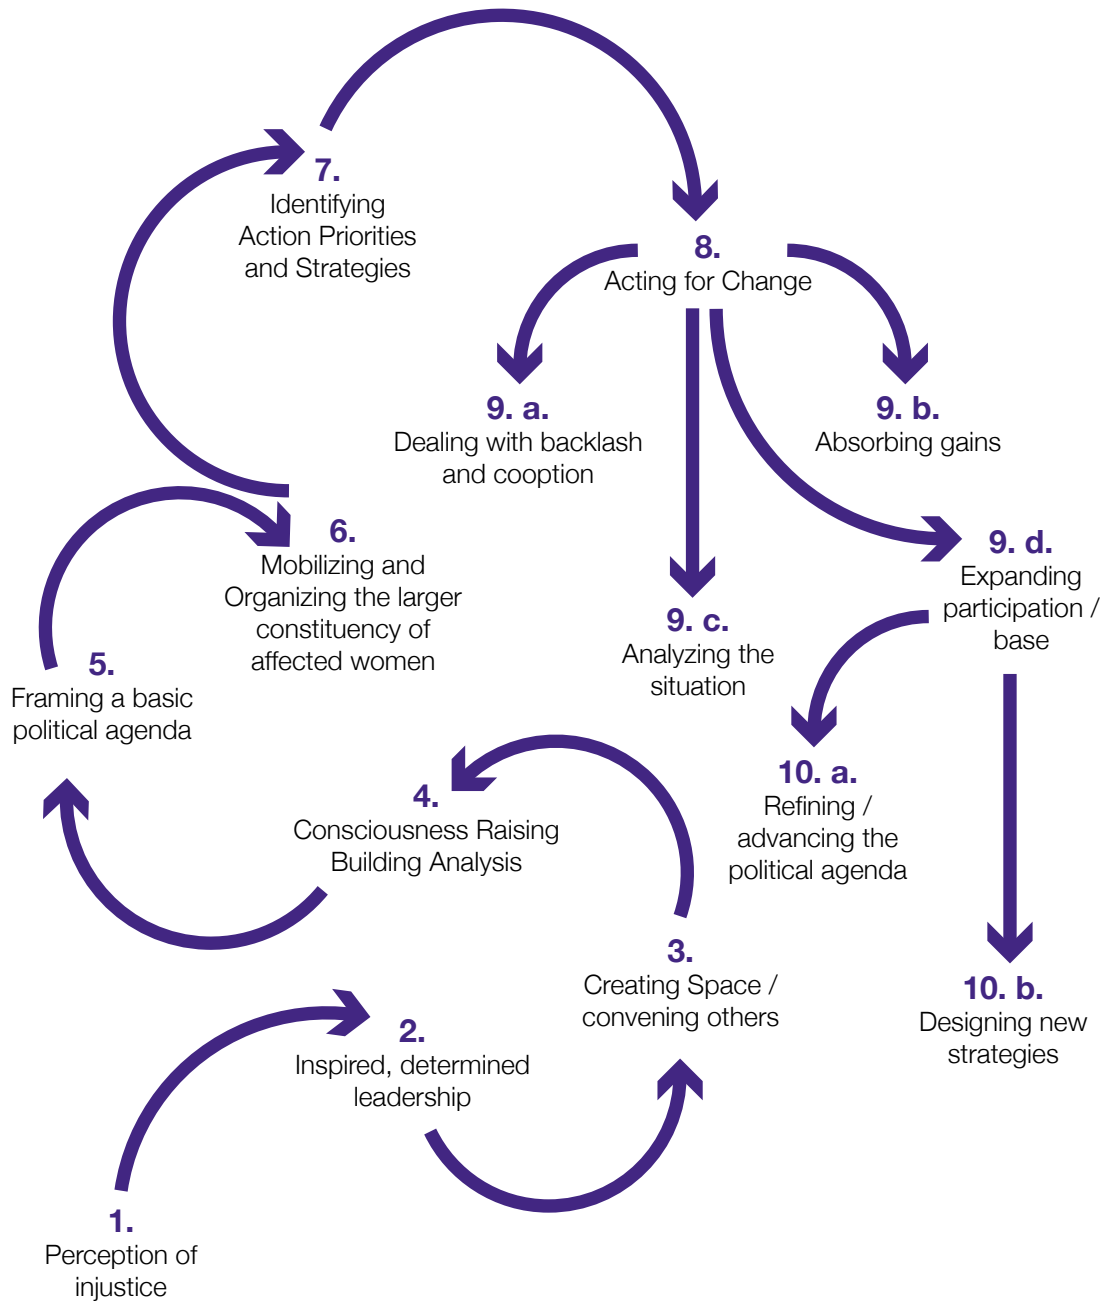 1.
Perception of
injustice
2.
Inspired, determined
leadership
3.
Creating Space /
convening others
4.
Consciousness Raising
Building Analysis
5.
Framing a basic
political agenda
6.
Mobilizing and
Organizing the larger
constituency of
affected women
7.
Identifying
Action Priorities
and Strategies
8.
Acting for Change
9. a.
Dealing with backlash
and cooption
9. b.
Absorbing gains
9. c.
Analyzing the
situation
9. d.
Expanding
participation /
base
10. a.
Refining /
advancing the
political agenda
10. b.
Designing new
strategies